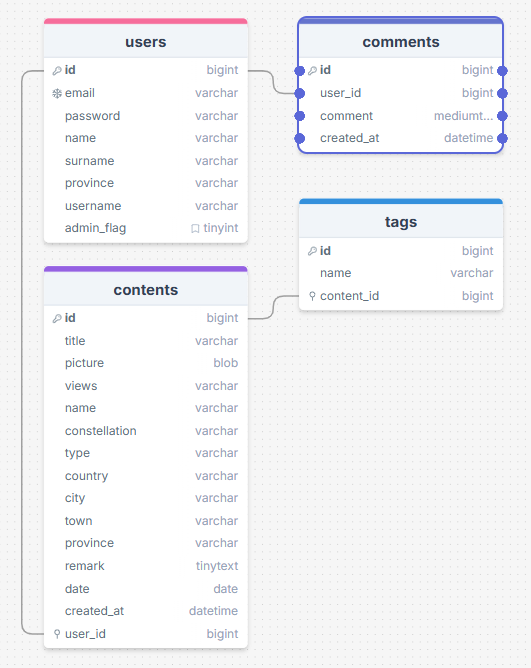 users
id bigint
email varchar
password varchar
name varchar
surname varchar
province varchar
username varchar
admin_flag tinyint
comments
id bigint
user_id bigint
comment mediumt...
created_at datetime
tags
id bigint
name varchar
content_id bigint
contents
id bigint
title varchar
picture blob
views varchar
name varchar
constellation varchar
type varchar
country varchar
city varchar
town varchar
province varchar
remark tinytext
date date
created_at datetime
user_id bigint